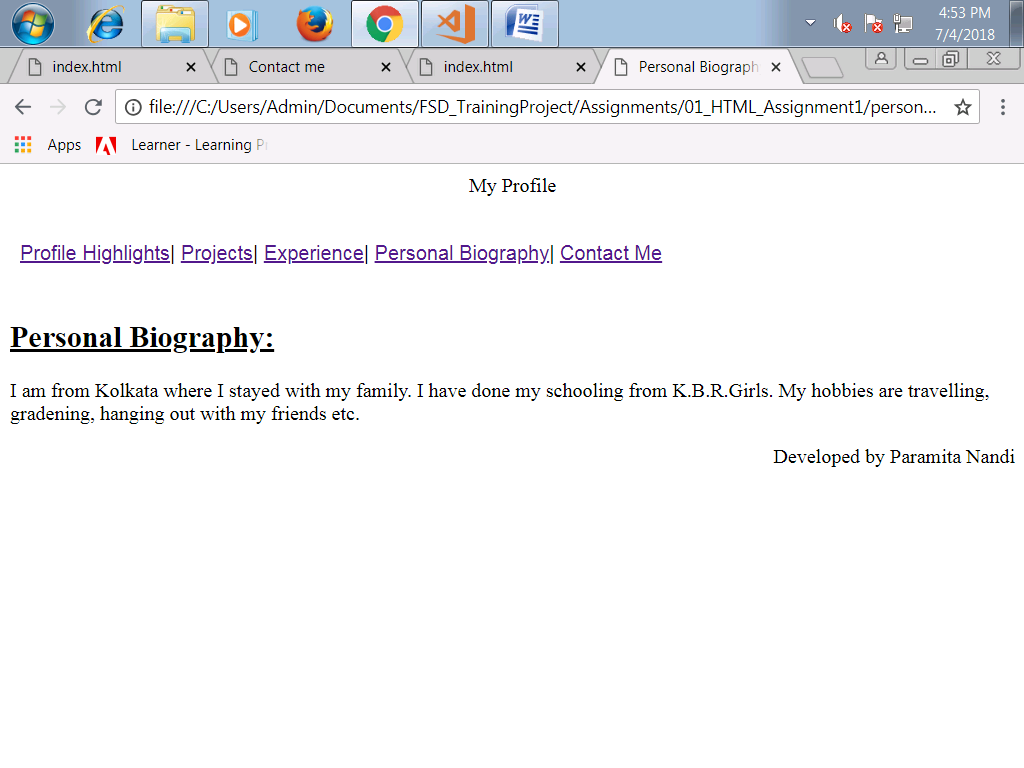 4:53 PM
7/4/2018
index.html
Contact me
index.html
Personal Biograph
file:///C:/Users/Admin/Documents/FSD_TrainingProject/Assignments/01_HTML_Assignment1/person...
Apps
Learner - Learning P
My Profile
Profile Highlights| Projects| Experience| Personal Biography| Contact Me
Personal Biography:
I am from Kolkata where I stayed with my family. I have done my schooling from K.B.R.Girls. My hobbies are travelling,
gradening, hanging out with my friends etc.
Developed by Paramita Nandi